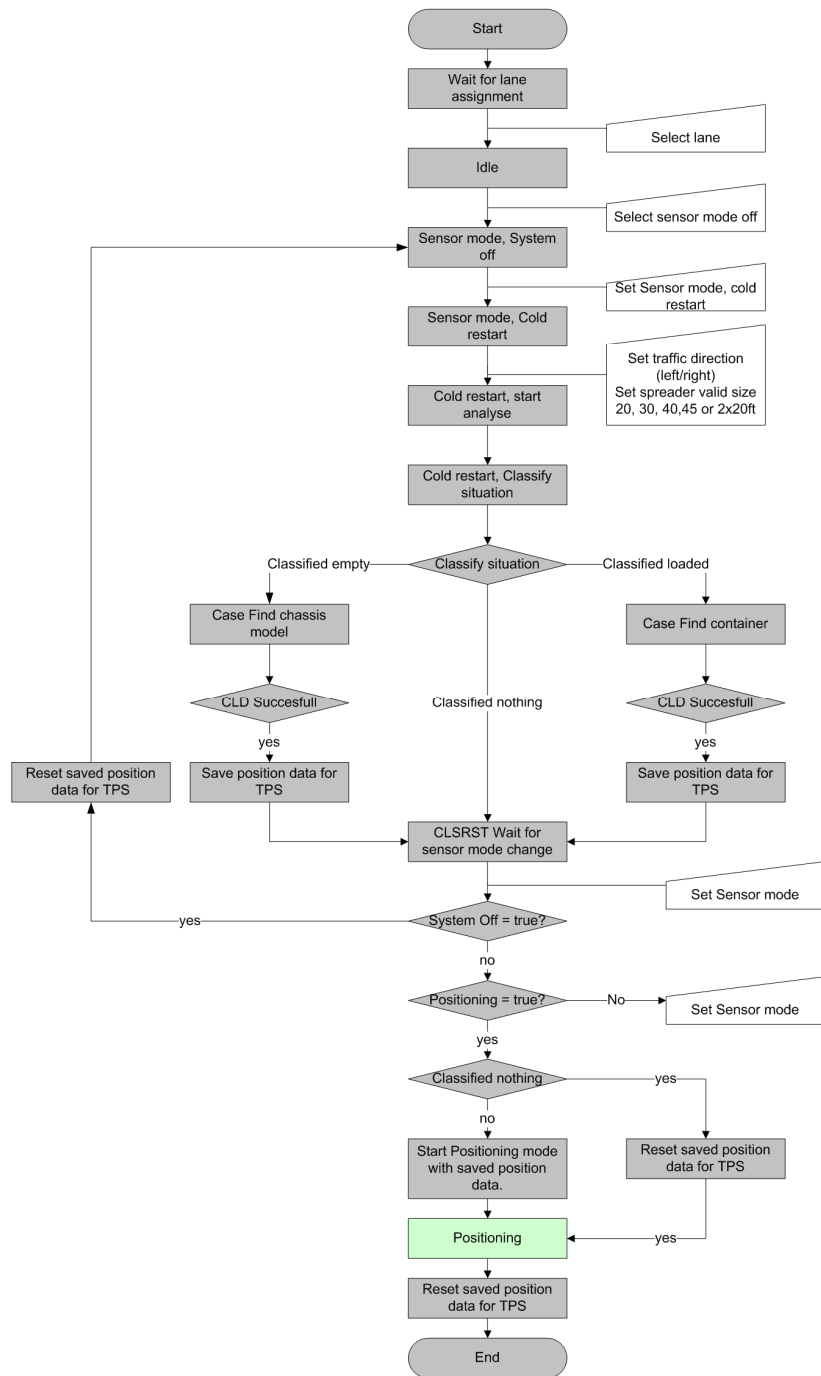 Start
Wait for lane
assignment
Select lane
Idle
Select sensor mode off
Sensor mode, System
off
Set Sensor mode, cold
restart
Sensor mode, Cold
restart
Set traffic direction
(left/right)
Set spreader valid size
20, 30, 40,45 or 2x20ft
Cold restart, start
analyse
Cold restart, Classify
situation
Classified empty
Classify situation
Classified loaded
Case Find chassis
model
Case Find container
CLD Succesfull
Classified nothing
CLD Succesfull
yes
yes
Reset saved position
data for TPS
Save position data for
TPS
Save position data for
TPS
CLSRST Wait for
sensor mode change
Set Sensor mode
yes
System Off = true?
no
Positioning = true?
No
Set Sensor mode
yes
Classified nothing
yes
no
Start Positioning mode
with saved position
data.
Reset saved position
data for TPS
Positioning
yes
Reset saved position
data for TPS
End